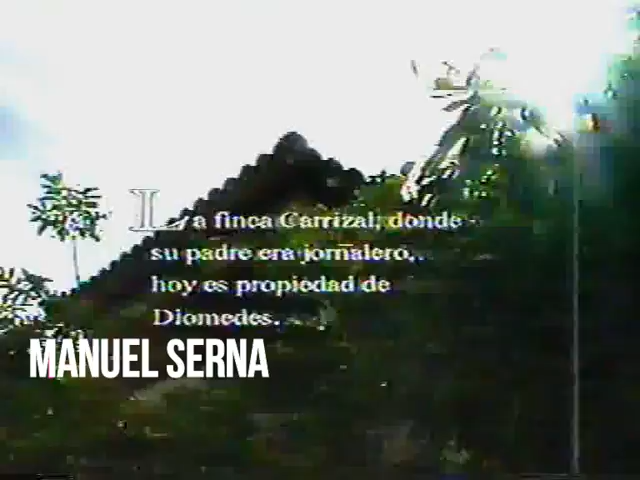 La finca Carrizal, donde
su padre era jornalero,
hoy es propiedad de
Diomedes.
MANUEL SERNA